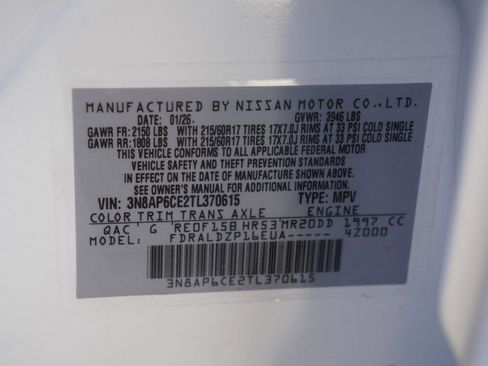 MANUFACTURED BY NISSAN MOTOR CO.,LTD.
DATE 01/26 GVWR: 3946 LBS
GAWR FR: 2150 LBS WITH 215/60R17 TIRES 17X7.0J RIMS AT 33 PSI COLD SINGLE
GAWR RR: 1808 LBS WITH 215/60R17 TIRES 17X7.0J RIMS AT 33 PSI COLD SINGLE
THIS VEHICLE CONFORMS TO ALL APPLICABLE FEDERAL MOTOR
VEHICLE SAFETY AND THEFT PREVENTION STANDARDS
IN EFFECT ON THE DATE OF MANUFACTURE SHOWN ABOVE.
SEE OWNER'S MANUAL FOR ADDITIONAL INFORMATION.
VIN: 3N8AP6CE2TL370615 TYPE: MPV
COLOR TRIM TRANS AXLE ENGINE
QAC G RE0F15B HR53 MR20DD 1997 CC
MODEL: FDRALDZP16EUA 4Z000
3N8AP6CE2TL370615